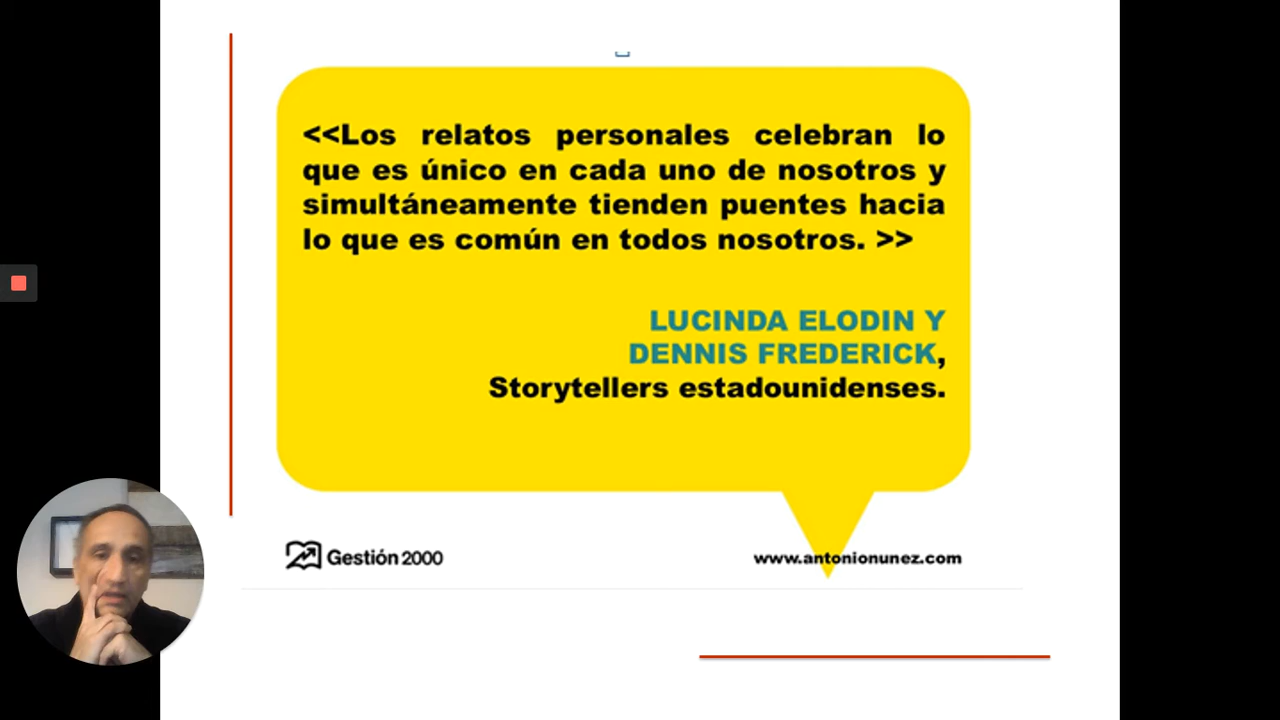 <<Los relatos personales celebran lo
que es único en cada uno de nosotros y
simultáneamente tienden puentes hacia
lo que es común en todos nosotros. >>
LUCINDA ELODIN Y
DENNIS FREDERICK,
Storytellers estadounidenses.
Gestión 2000
www.antonionunez.com